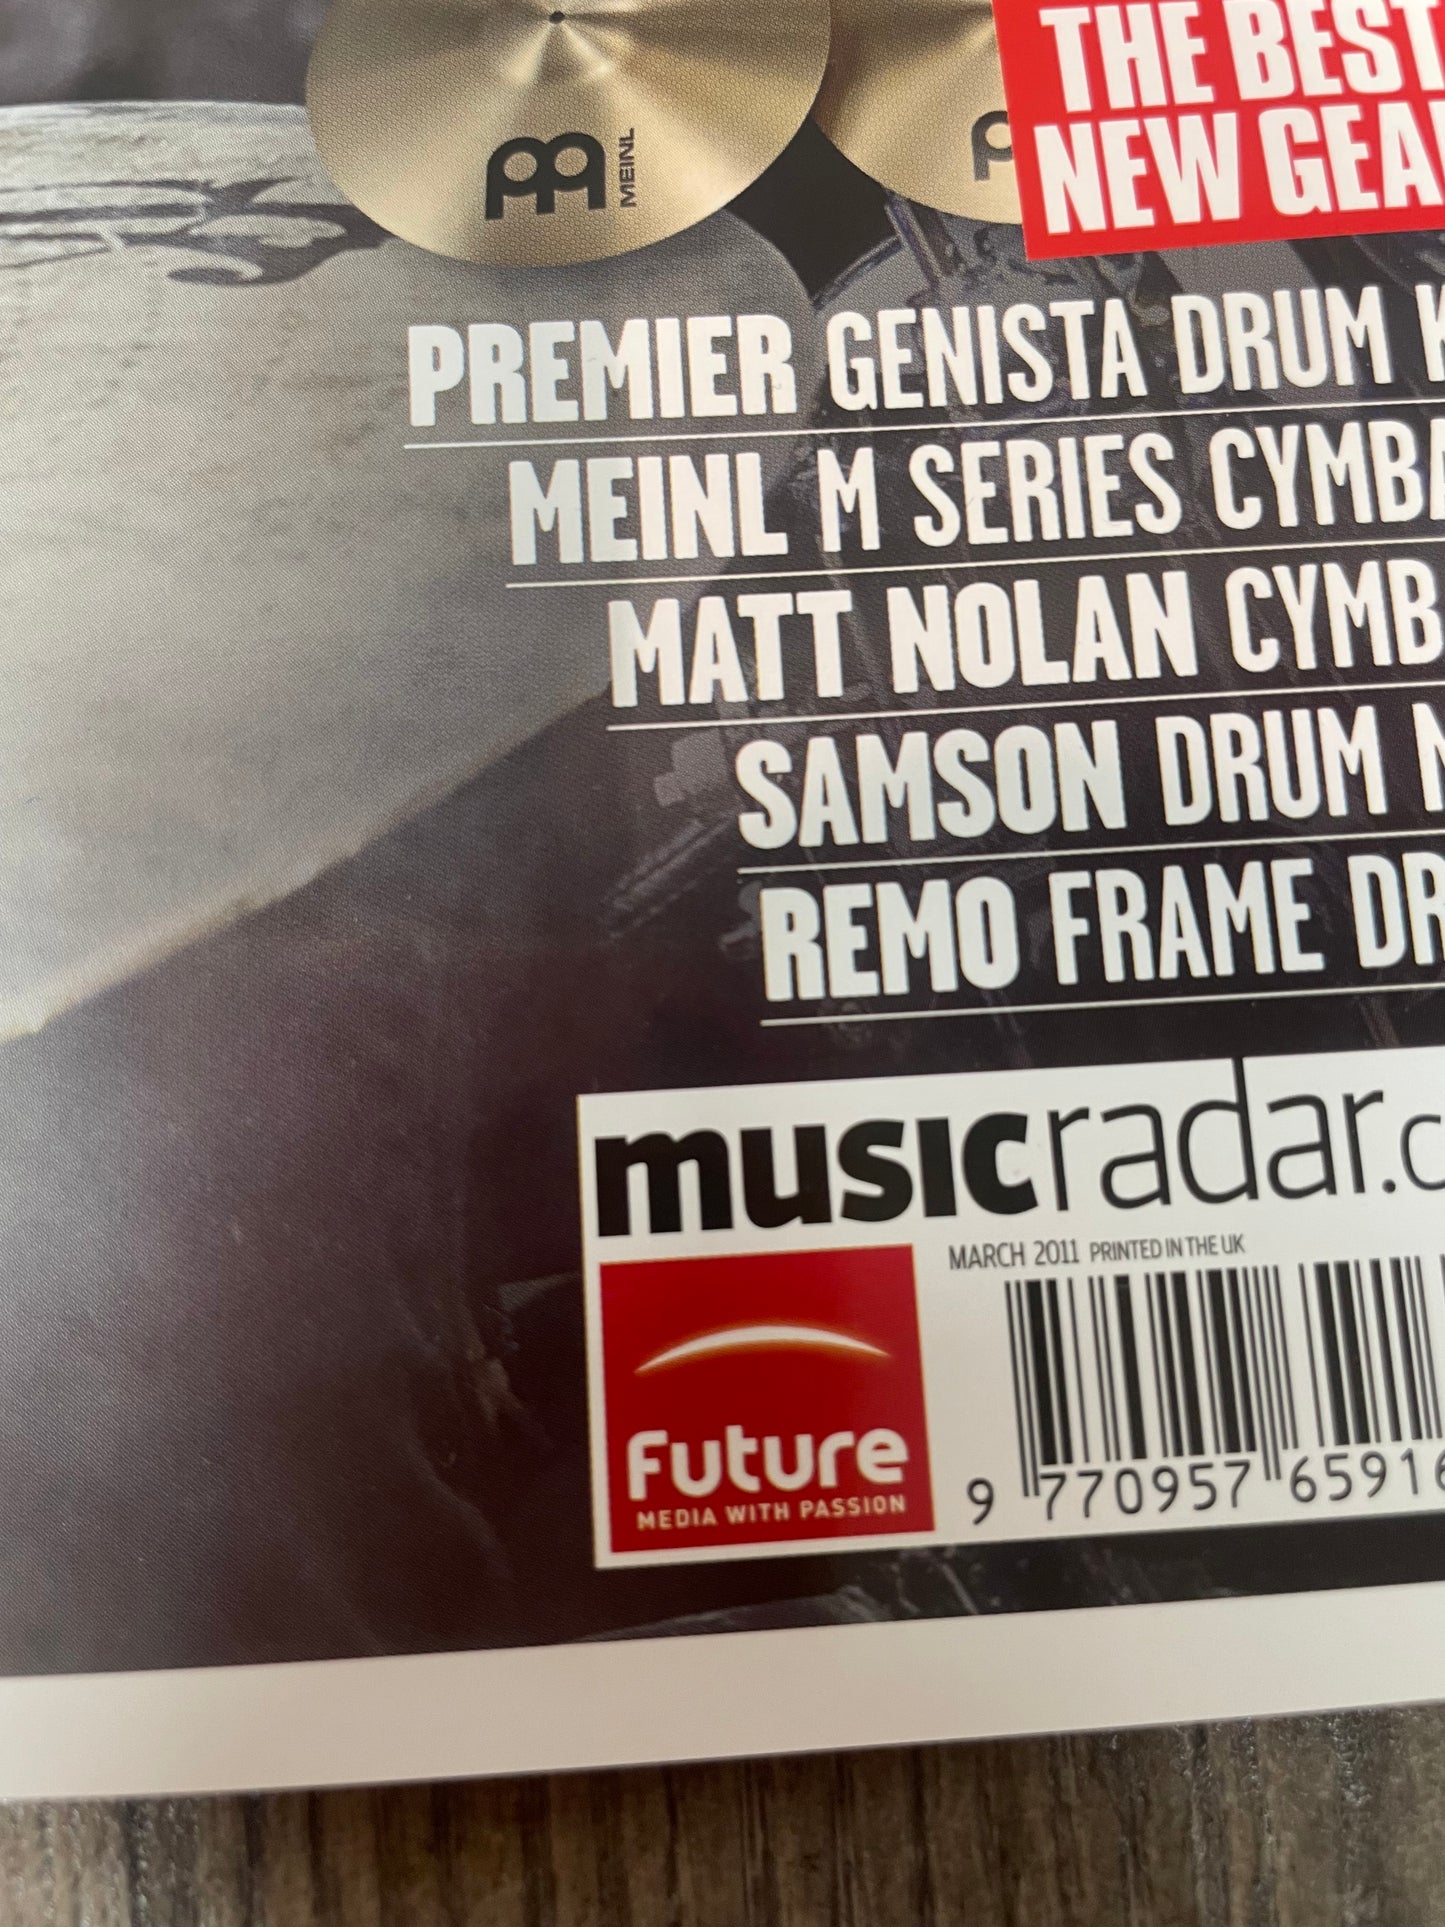 MEINL
THE BEST
NEW GEA
PREMIER GENISTA DRUM K
MEINL M SERIES CYMBA
MATT NOLAN CYMB
SAMSON DRUM M
REMO FRAME DR
musicradar.c
MARCH 2011 PRINTED IN THE UK
Future
MEDIA WITH PASSION
9 770957 65916